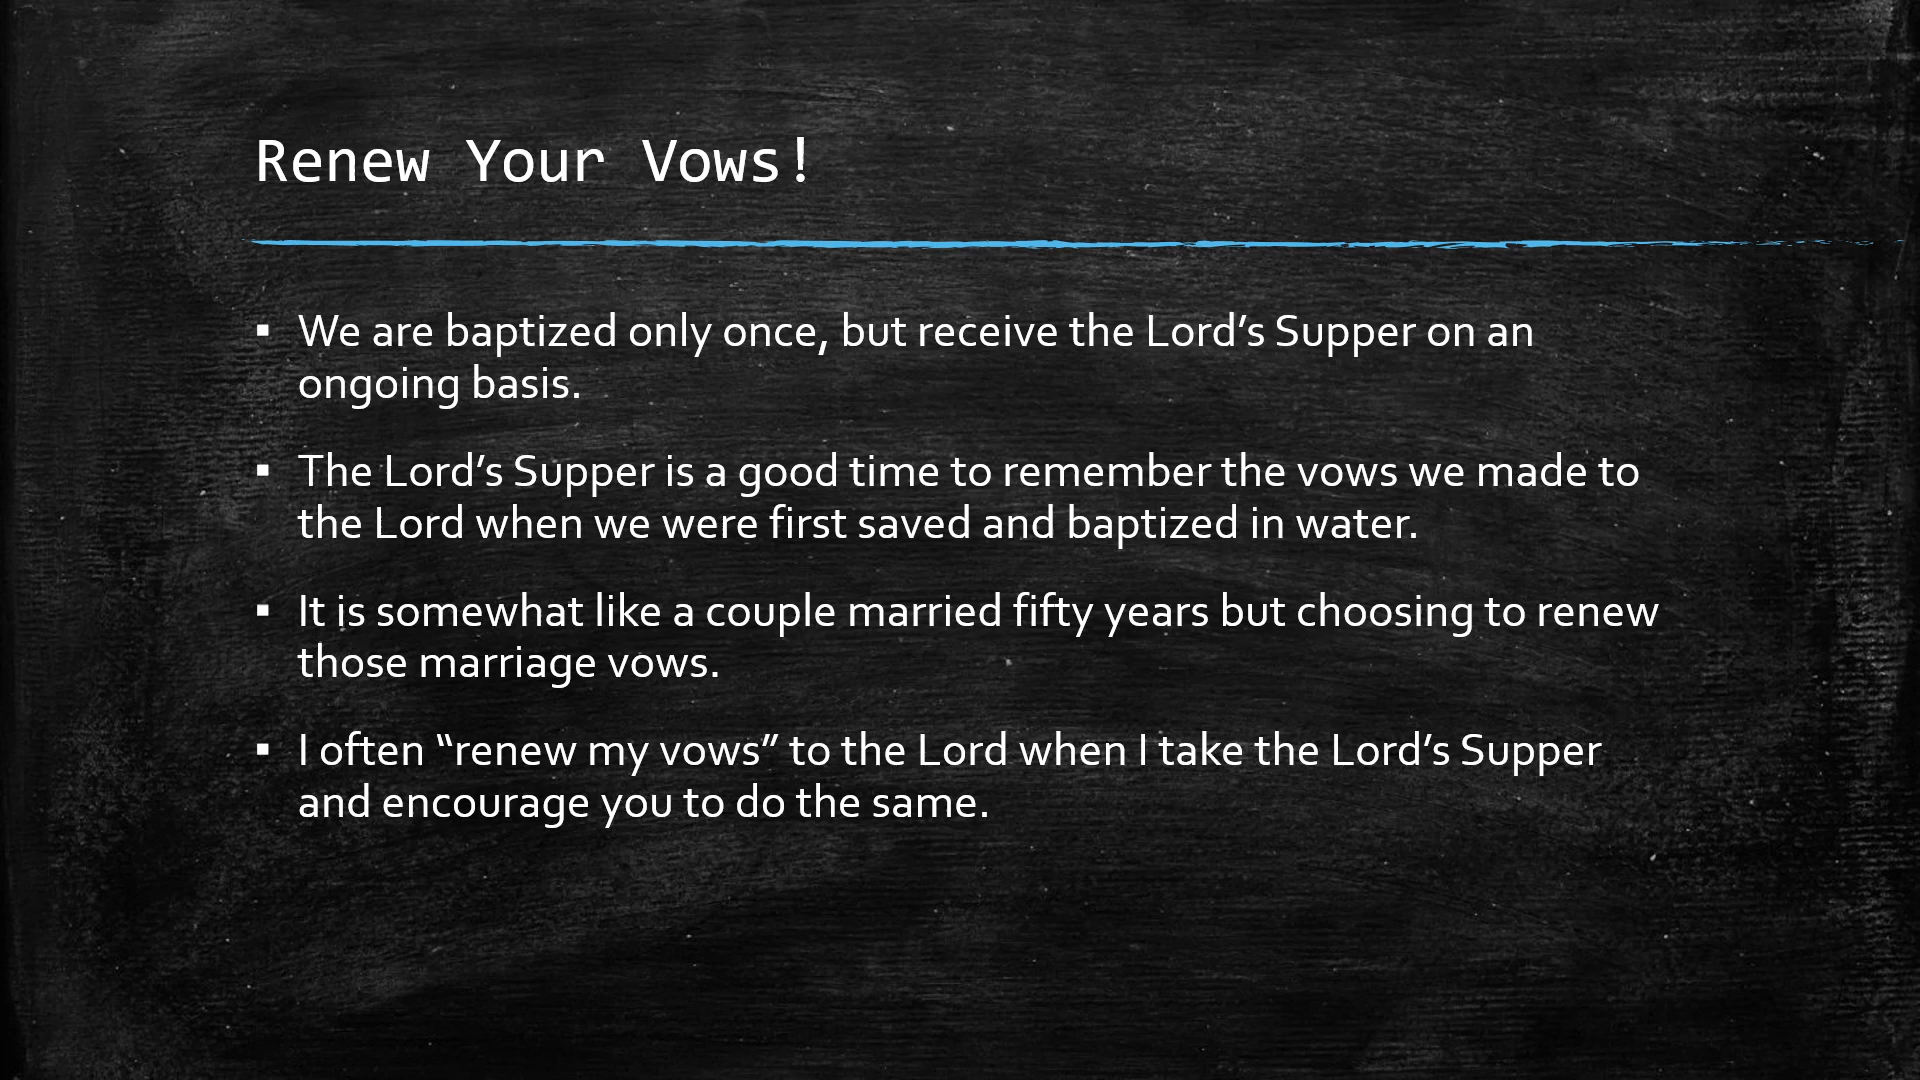 Renew Your Vows!
▪ We are baptized only once, but receive the Lord’s Supper on an
ongoing basis.
▪ The Lord’s Supper is a good time to remember the vows we made to
the Lord when we were first saved and baptized in water.
▪ It is somewhat like a couple married fifty years but choosing to renew
those marriage vows.
▪ I often “renew my vows” to the Lord when I take the Lord’s Supper
and encourage you to do the same.